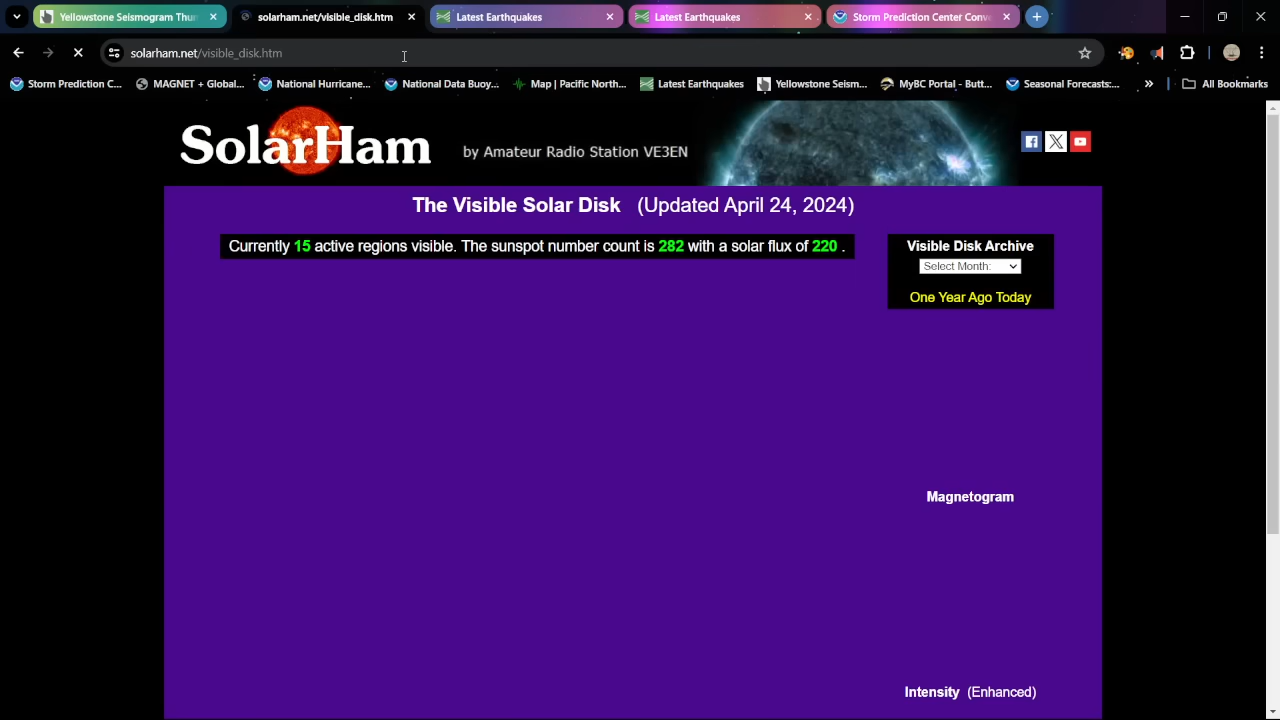 Yellowstone Seismogram Thun
solarham.net/visible_disk.htm
Latest Earthquakes
Latest Earthquakes
Storm Prediction Center Conv
solarham.net/visible_disk.htm
Storm Prediction C...
MAGNET + Global...
National Hurricane...
National Data Buoy...
Map | Pacific North...
Latest Earthquakes
Yellowstone Seism...
MyBC Portal - Butt...
Seasonal Forecasts:...
»
All Bookmarks
SolarHam
by Amateur Radio Station VE3EN
The Visible Solar Disk (Updated April 24, 2024)
Currently 15 active regions visible. The sunspot number count is 282 with a solar flux of 220 .
Visible Disk Archive
Select Month:
One Year Ago Today
Magnetogram
Intensity (Enhanced)